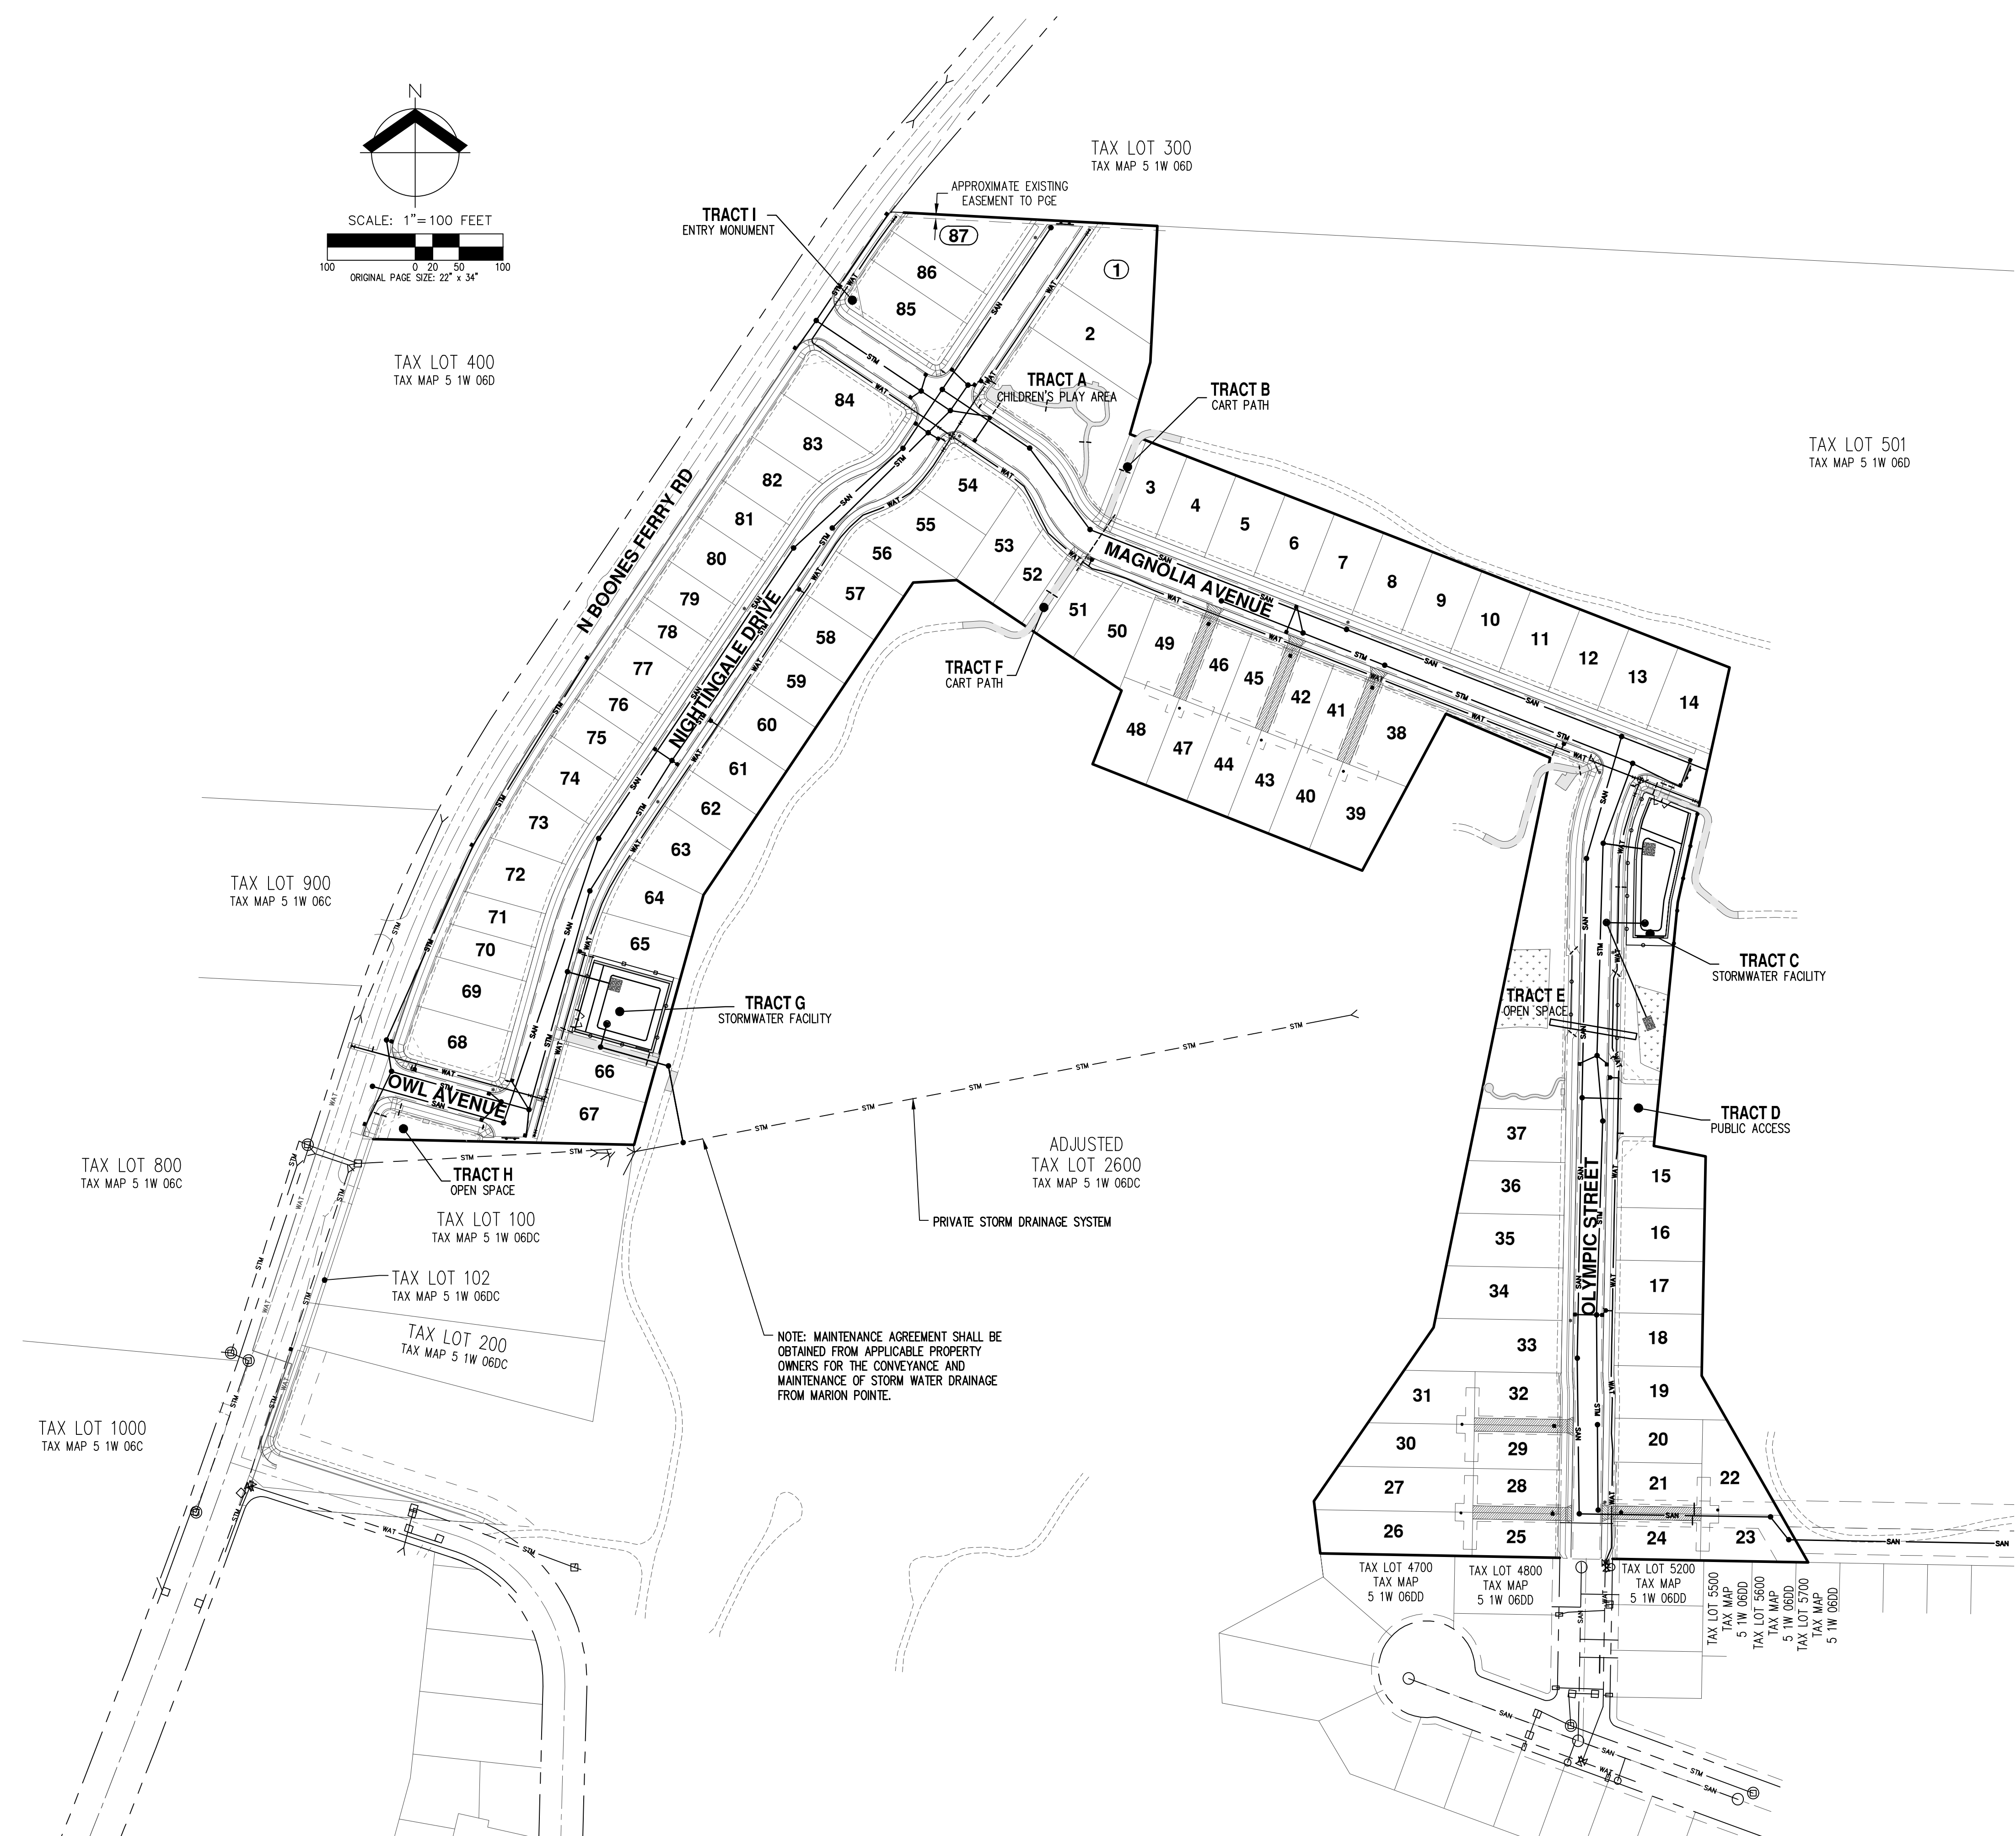 N
SCALE: 1"=100 FEET
100 0 20 50 100
ORIGINAL PAGE SIZE: 22" x 34"
TAX LOT 300
TAX MAP 5 1W 06D
APPROXIMATE EXISTING
EASEMENT TO PGE
TRACT I
ENTRY MONUMENT
87
86
85
1
2
TAX LOT 400
TAX MAP 5 1W 06D
TRACT A
CHILDREN'S PLAY AREA
TRACT B
CART PATH
TAX LOT 501
TAX MAP 5 1W 06D
N BOONES FERRY RD
NIGHTINGALE DRIVE
MAGNOLIA AVENUE
84
83
82
81
80
79
78
77
76
75
74
73
72
71
70
69
68
54
55
53
52
56
57
58
59
60
61
62
63
64
65
66
67
3
4
5
6
7
8
9
10
11
12
13
14
51
50
49
46
45
42
41
38
48
47
44
43
40
39
TRACT F
CART PATH
TAX LOT 900
TAX MAP 5 1W 06C
TRACT G
STORMWATER FACILITY
TRACT C
STORMWATER FACILITY
TRACT E
OPEN SPACE
TRACT D
PUBLIC ACCESS
OWL AVENUE
TRACT H
OPEN SPACE
TAX LOT 800
TAX MAP 5 1W 06C
ADJUSTED
TAX LOT 2600
TAX MAP 5 1W 06DC
PRIVATE STORM DRAINAGE SYSTEM
TAX LOT 100
TAX MAP 5 1W 06DC
TAX LOT 102
TAX MAP 5 1W 06DC
TAX LOT 200
TAX MAP 5 1W 06DC
NOTE: MAINTENANCE AGREEMENT SHALL BE
OBTAINED FROM APPLICABLE PROPERTY
OWNERS FOR THE CONVEYANCE AND
MAINTENANCE OF STORM WATER DRAINAGE
FROM MARION POINTE.
TAX LOT 1000
TAX MAP 5 1W 06C
OLYMPIC STREET
37
36
35
34
33
31
32
30
29
27
28
26
25
15
16
17
18
19
20
21
22
24
23
TAX LOT 4700
TAX MAP
5 1W 06DD
TAX LOT 4800
TAX MAP
5 1W 06DD
TAX LOT 5200
TAX MAP
5 1W 06DD
TAX LOT 5500
TAX MAP
5 1W 06DD
TAX LOT 5600
TAX MAP
5 1W 06DD
TAX LOT 5700
TAX MAP
5 1W 06DD
STM
SAN
WAT